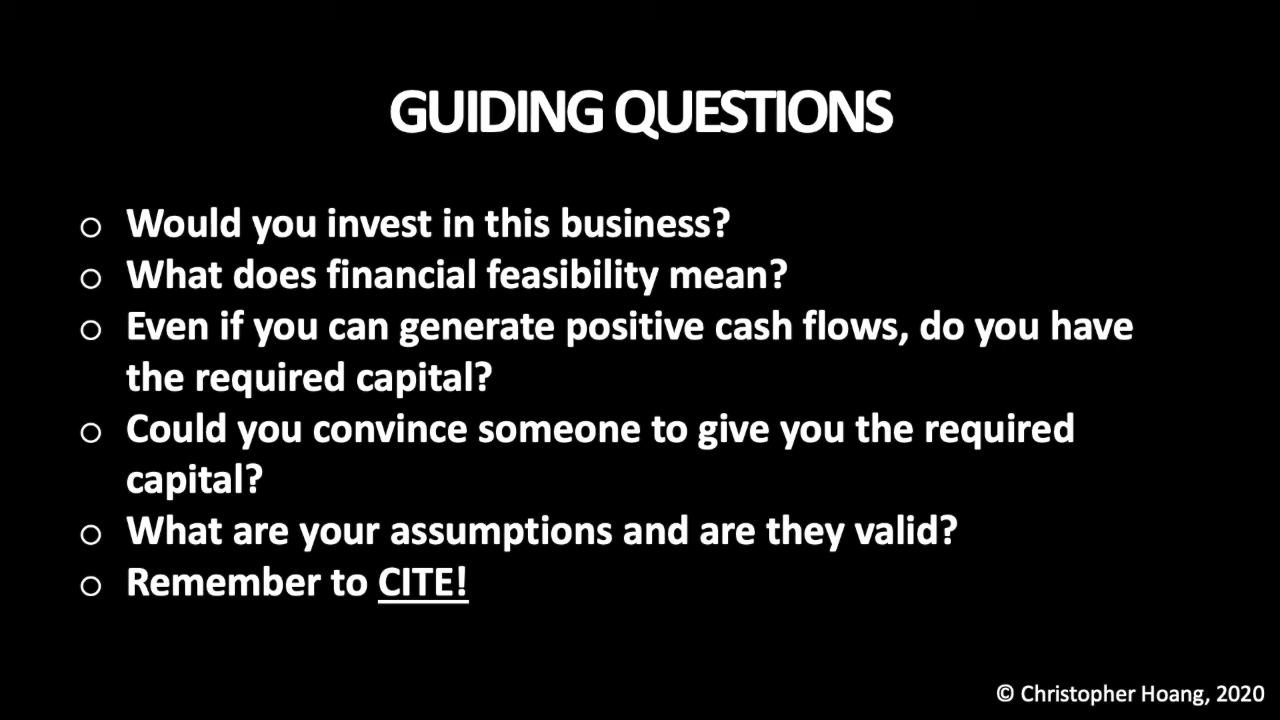 GUIDING QUESTIONS
o Would you invest in this business?
o What does financial feasibility mean?
o Even if you can generate positive cash flows, do you have
the required capital?
o Could you convince someone to give you the required
capital?
o What are your assumptions and are they valid?
o Remember to CITE!
© Christopher Hoang, 2020